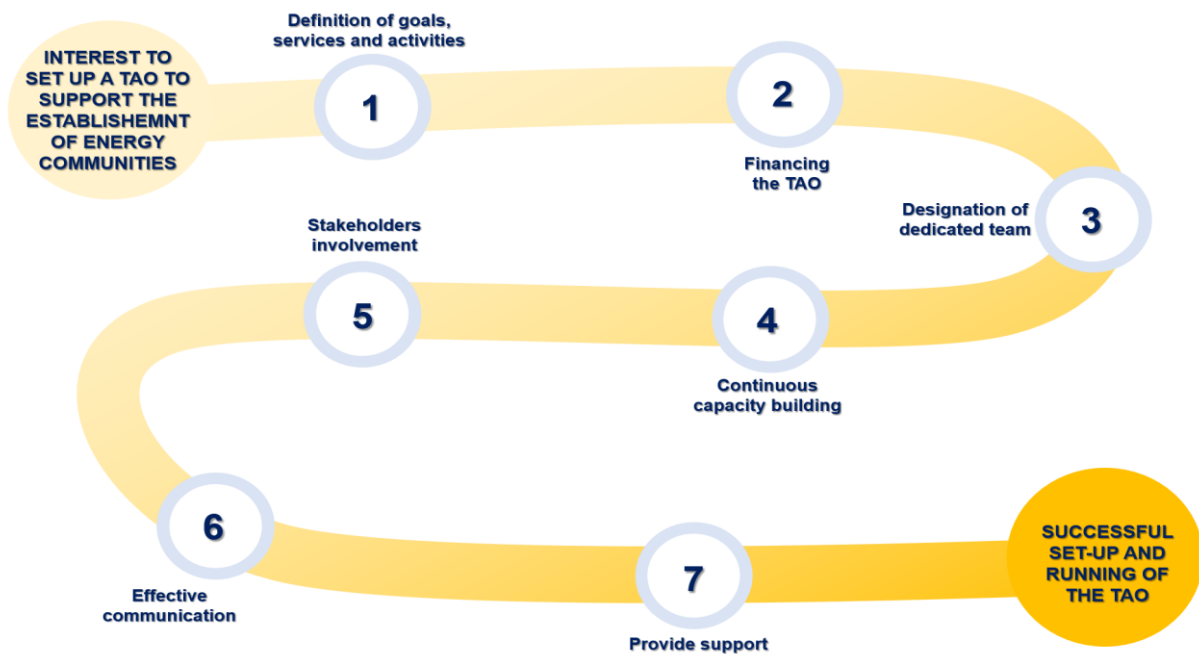 INTEREST TO
SET UP A TAO TO
SUPPORT THE
ESTABLISHEMNT
OF ENERGY
COMMUNITIES
Definition of goals,
services and activities
1
2
Financing
the TAO
Designation of
dedicated team
3
Continuous
capacity building
4
Stakeholders
involvement
5
6
Effective
communication
7
Provide support
SUCCESSFUL
SET-UP AND
RUNNING OF
THE TAO